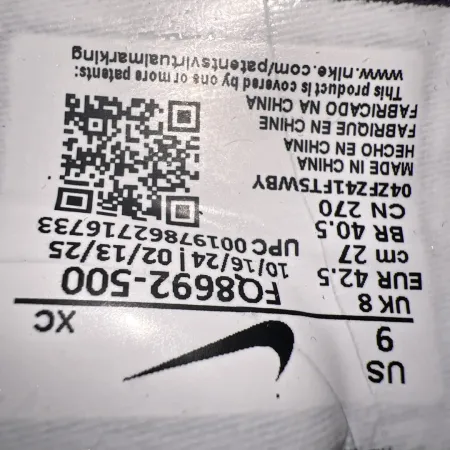 US
9
XC
UK 8
EUR 42.5
cm 27
BR 40.5
CN 270
FQ8692-500
10/16/24 | 02/13/25
UPC 00197862716733
04ZFZ41FTSWBY
MADE IN CHINA
HECHO EN CHINA
FABRIQUE EN CHINE
FABRICADO NA CHINA
This product is covered by one or more patents:
www.nike.com/patentsvirtualmarking